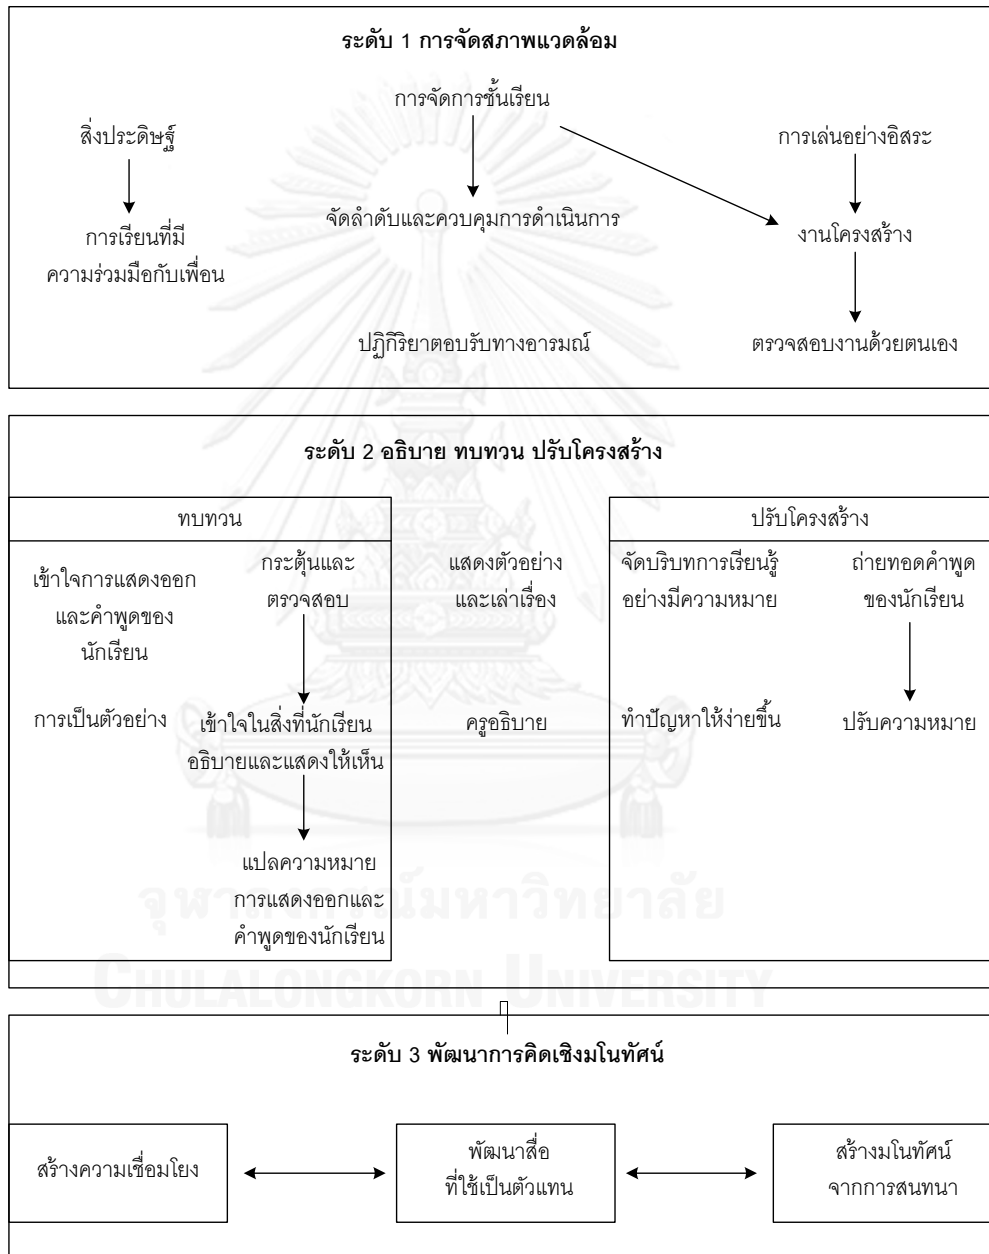 ระดับ 1 การจัดสภาพแวดล้อม
การจัดการชั้นเรียน
สิ่งประดิษฐ์
การเล่นอย่างอิสระ
จัดลำดับและควบคุมการดำเนินการ
การเรียนที่มี
ความร่วมมือกับเพื่อน
งานโครงสร้าง
ปฏิกิริยาตอบรับทางอารมณ์
ตรวจสอบงานด้วยตนเอง
ระดับ 2 อธิบาย ทบทวน ปรับโครงสร้าง
ทบทวน
เข้าใจการแสดงออก
และคำพูดของ
นักเรียน
กระตุ้นและ
ตรวจสอบ
การเป็นตัวอย่าง
เข้าใจในสิ่งที่นักเรียน
อธิบายและแสดงให้เห็น
แปลความหมาย
การแสดงออกและ
คำพูดของนักเรียน
แสดงตัวอย่าง
และเล่าเรื่อง
ครูอธิบาย
ปรับโครงสร้าง
จัดบริบทการเรียนรู้
อย่างมีความหมาย
ถ่ายทอดคำพูด
ของนักเรียน
ทำปัญหาให้ง่ายขึ้น
ปรับความหมาย
จุฬาลงกรณ์มหาวิทยาลัย
CHULALONGKORN UNIVERSITY
ระดับ 3 พัฒนาการคิดเชิงมโนทัศน์
สร้างความเชื่อมโยง
พัฒนาสื่อ
ที่ใช้เป็นตัวแทน
สร้างมโนทัศน์
จากการสนทนา